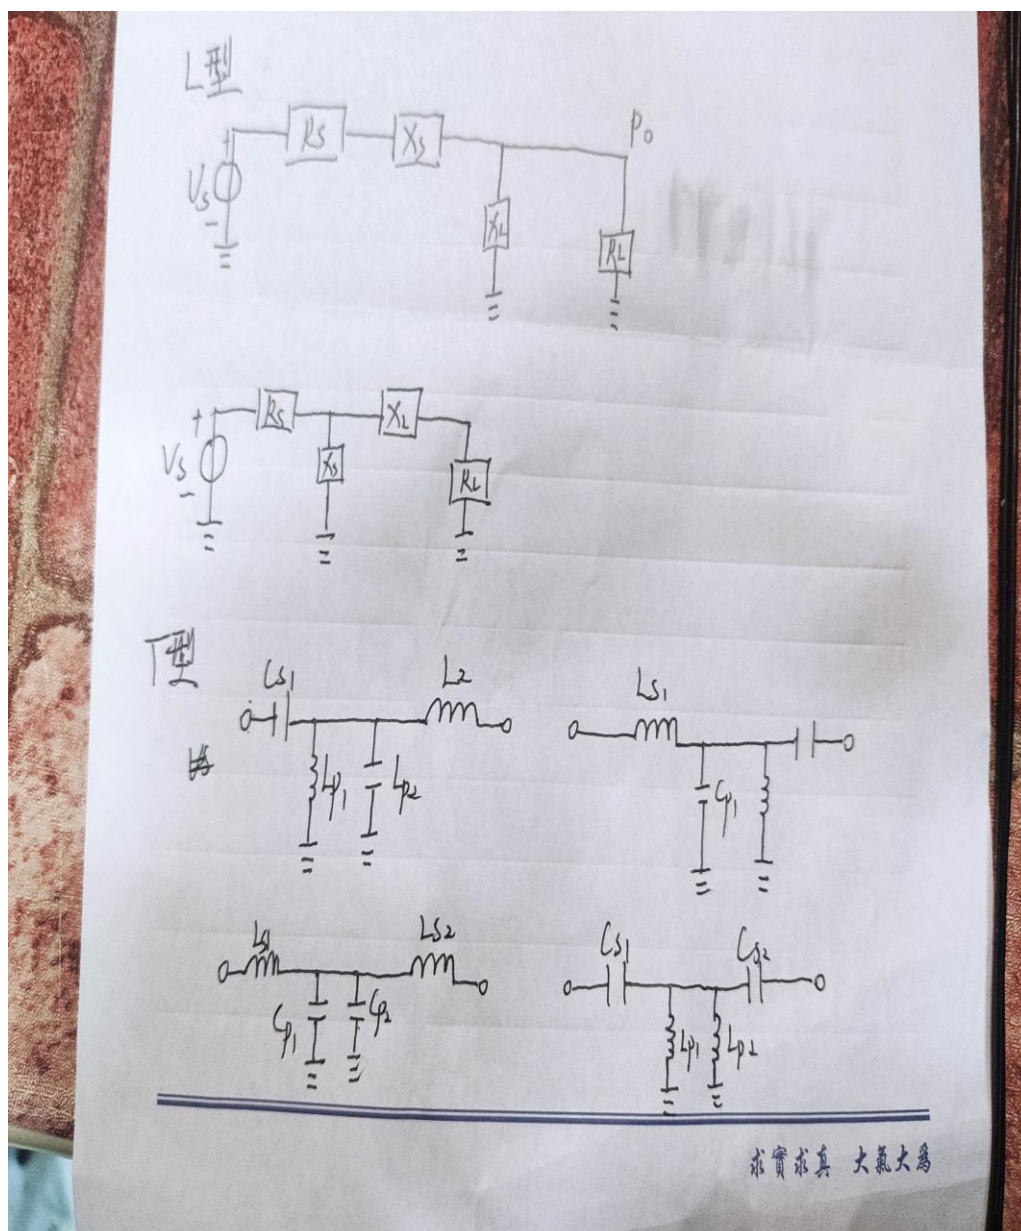 L型
RS XS P0
+
VS
-
XL RL
RS XL
+
VS
-
XS RL
T型
CS1 L2 LS1
Lp1 Lp2 Cp1
LS1 LS2 CS1 CS2
Cp1 Cp2 Lp1 Lp2
求實求真 大氣大為